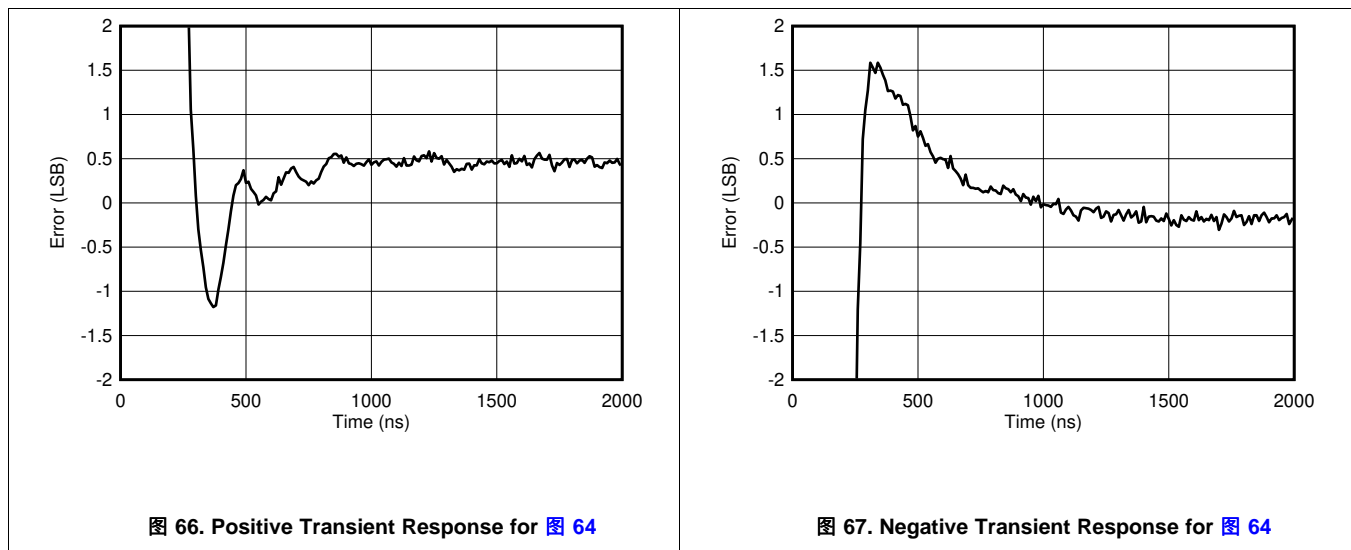 2
1.5
1
0.5
0
-0.5
-1
-1.5
-2
Error (LSB)
0 500 1000 1500 2000
Time (ns)
图 66. Positive Transient Response for 图 64
2
1.5
1
0.5
0
-0.5
-1
-1.5
-2
Error (LSB)
0 500 1000 1500 2000
Time (ns)
图 67. Negative Transient Response for 图 64